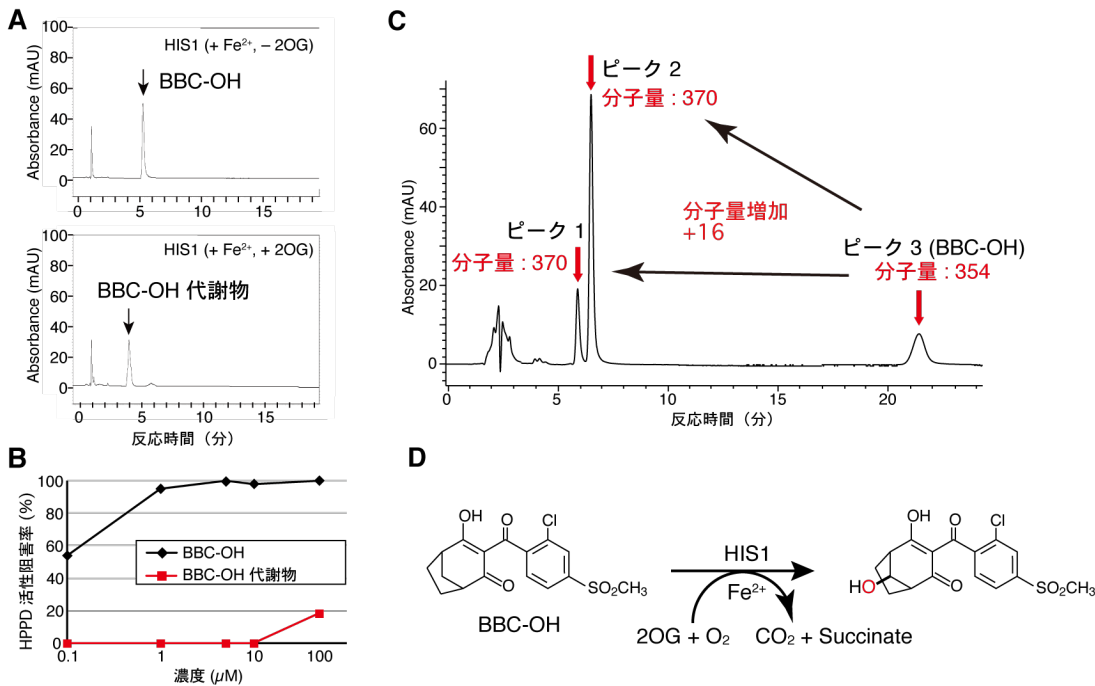 A
100
80
60
40
20
0
Absorbance (mAU)
HIS1 (+ Fe²⁺, – 2OG)
BBC-OH
0 5 10 15
100
80
60
40
20
0
Absorbance (mAU)
HIS1 (+ Fe²⁺, + 2OG)
BBC-OH 代謝物
0 5 10 15
反応時間（分）
B
100
80
60
40
20
0
HPPD 活性阻害率 (%)
BBC-OH
BBC-OH 代謝物
0.1 1 10 100
濃度 (μM)
C
ピーク 2
分子量 : 370
60
40
20
0
Absorbance (mAU)
分子量増加
+16
ピーク 1
分子量 : 370
ピーク 3 (BBC-OH)
分子量 : 354
0 5 10 15 20
反応時間（分）
D
OH O Cl
O
SO₂CH₃
BBC-OH
HIS1
Fe²⁺
2OG + O₂ CO₂ + Succinate
OH O Cl
HO
O
SO₂CH₃